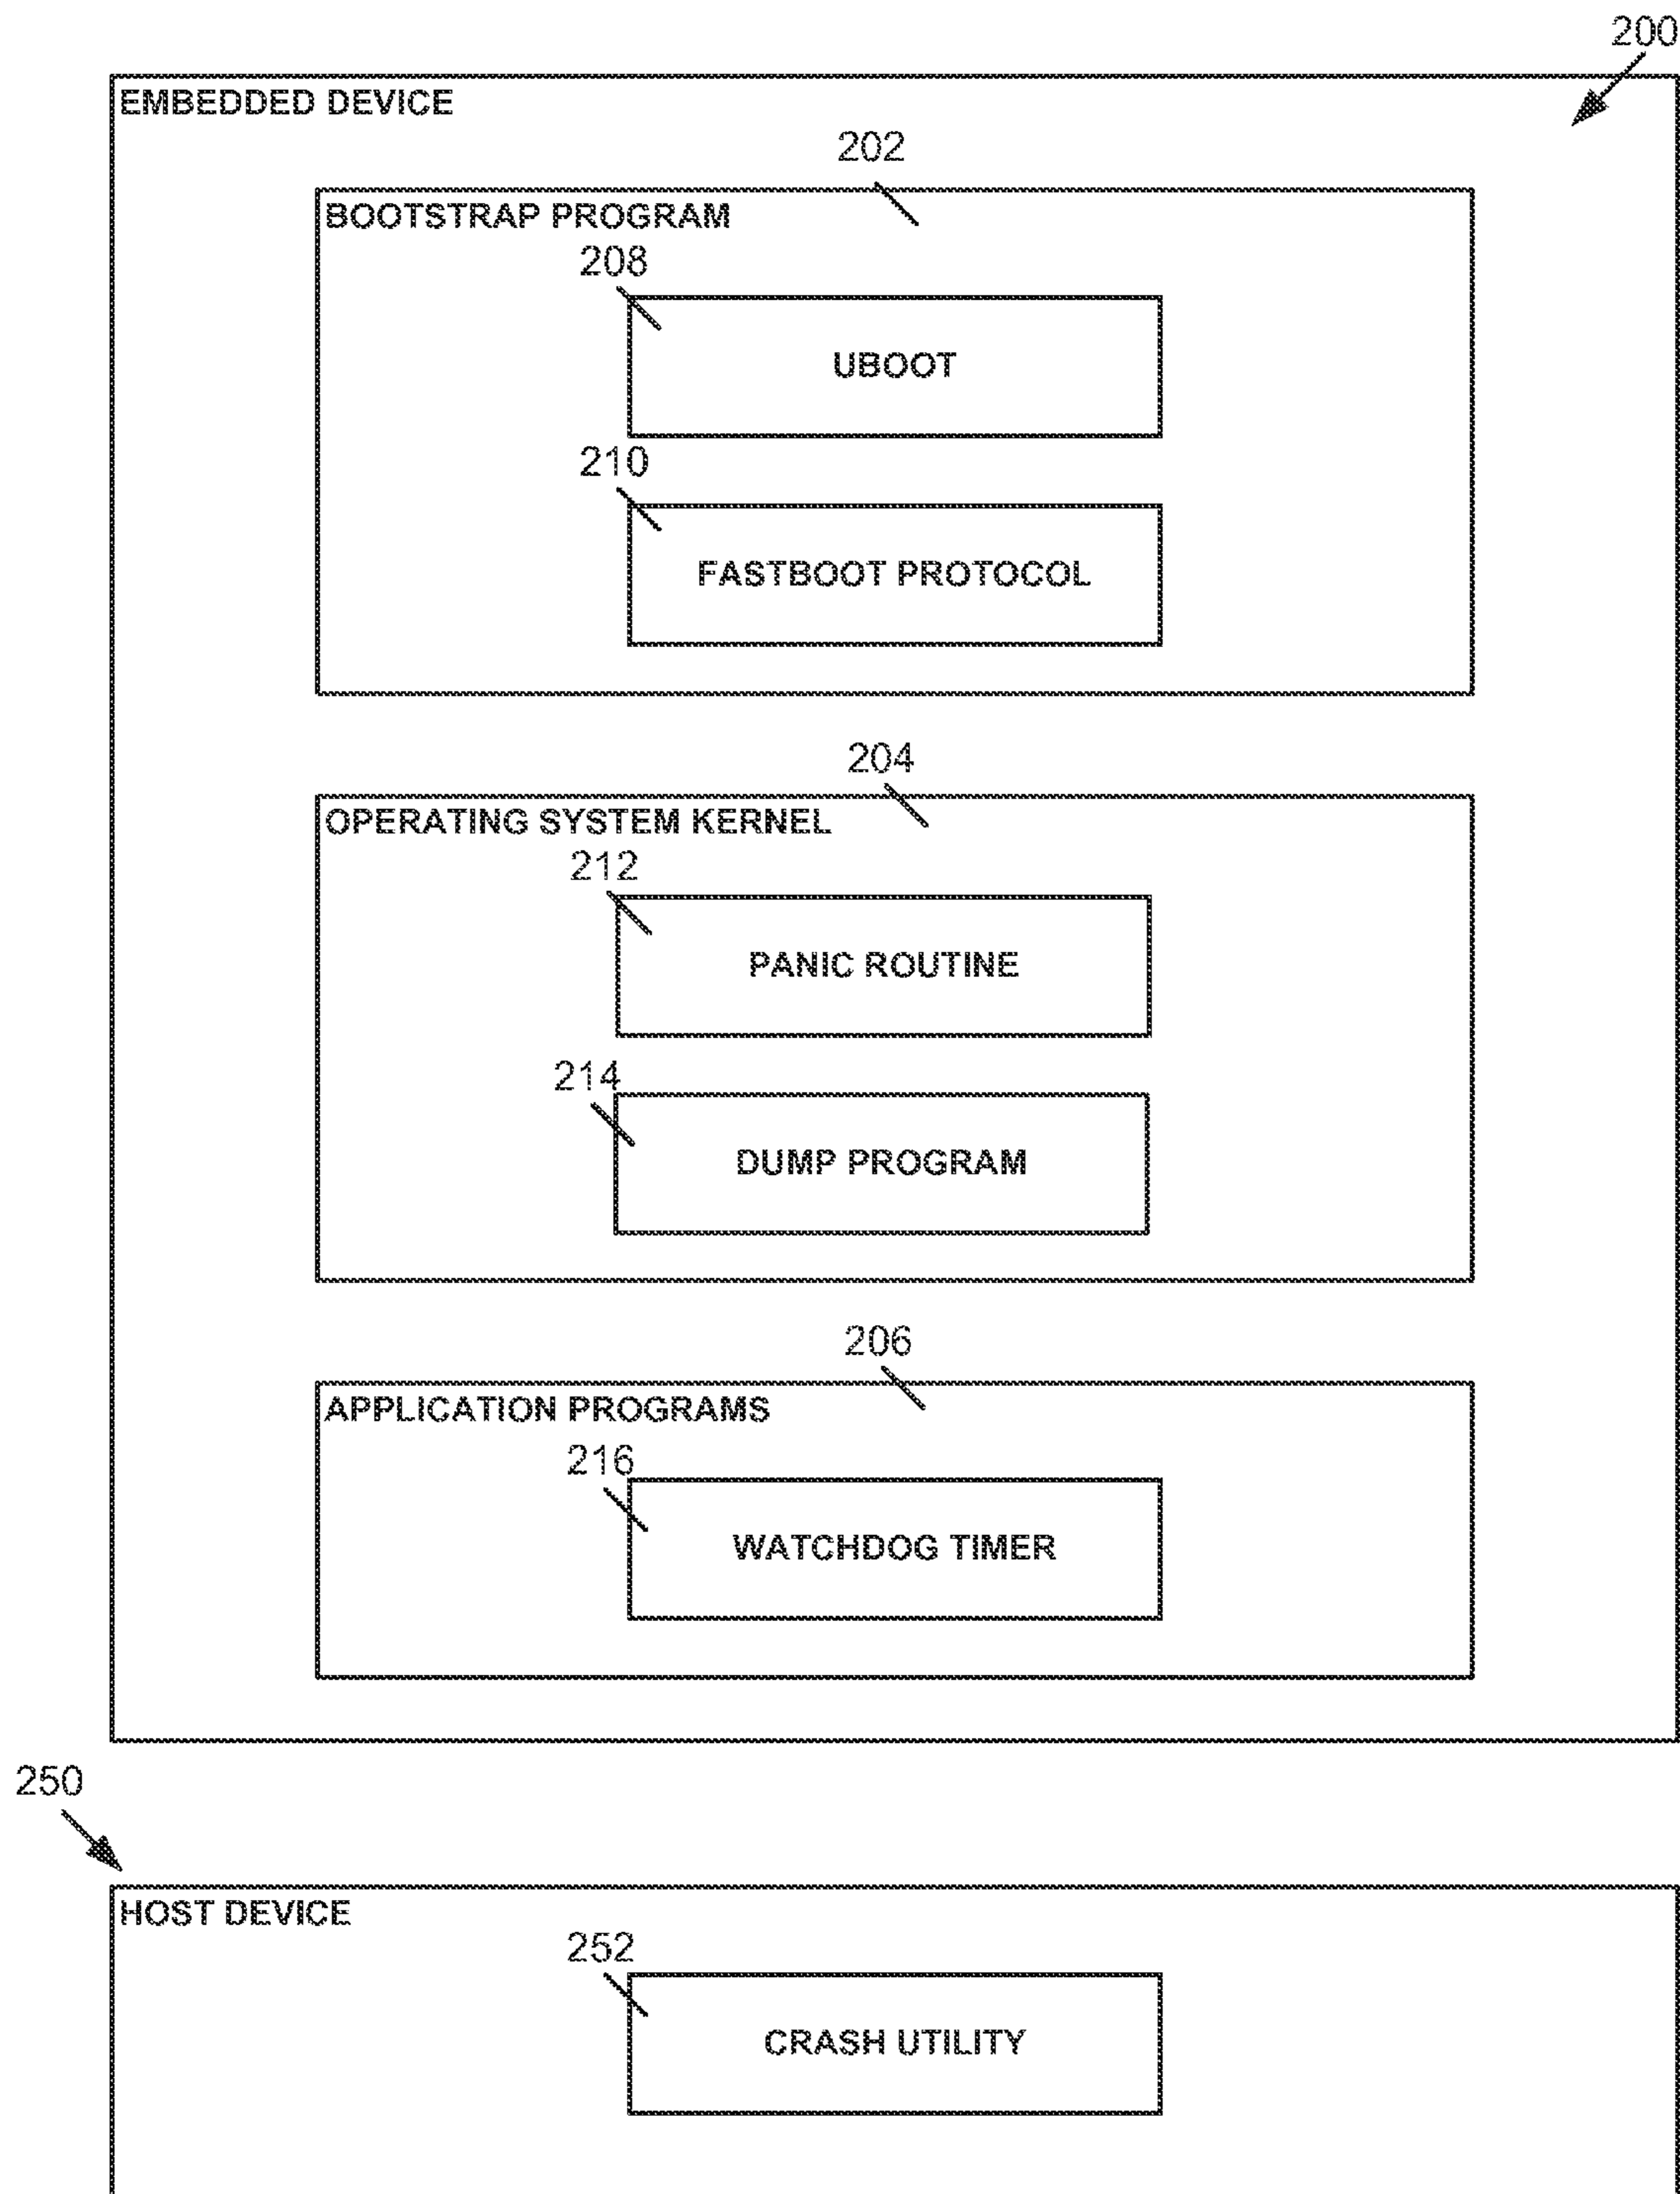 200
EMBEDDED DEVICE
202
BOOTSTRAP PROGRAM
208
UBOOT
210
FASTBOOT PROTOCOL
204
OPERATING SYSTEM KERNEL
212
PANIC ROUTINE
214
DUMP PROGRAM
206
APPLICATION PROGRAMS
216
WATCHDOG TIMER
250
HOST DEVICE
252
CRASH UTILITY